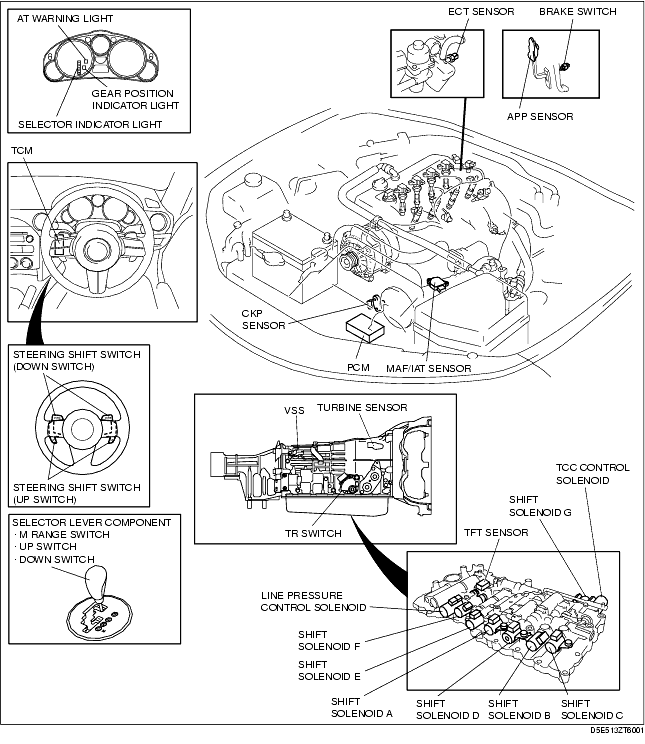 AT WARNING LIGHT
GEAR POSITION
INDICATOR LIGHT
SELECTOR INDICATOR LIGHT
ECT SENSOR
BRAKE SWITCH
APP SENSOR
TCM
CKP
SENSOR
PCM
MAF/IAT SENSOR
STEERING SHIFT SWITCH
(DOWN SWITCH)
STEERING SHIFT SWITCH
(UP SWITCH)
VSS
TURBINE SENSOR
TR SWITCH
SELECTOR LEVER COMPONENT
· M RANGE SWITCH
· UP SWITCH
· DOWN SWITCH
TCC CONTROL
SOLENOID
SHIFT
SOLENOID G
TFT SENSOR
LINE PRESSURE
CONTROL SOLENOID
SHIFT
SOLENOID F
SHIFT
SOLENOID E
SHIFT
SOLENOID A
SHIFT
SOLENOID D
SHIFT
SOLENOID B
SHIFT
SOLENOID C
D5E513ZT6001